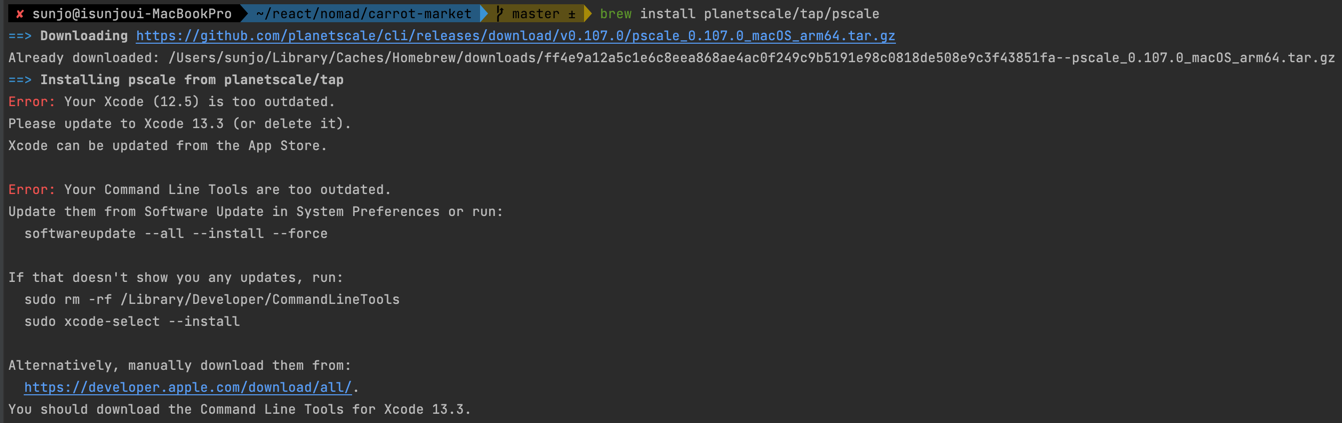 ✘ sunjo@isunjoui-MacBookPro ~/react/nomad/carrot-market master ± brew install planetscale/tap/pscale
==> Downloading https://github.com/planetscale/cli/releases/download/v0.107.0/pscale_0.107.0_macOS_arm64.tar.gz
Already downloaded: /Users/sunjo/Library/Caches/Homebrew/downloads/ff4e9a12a5c1e6c8eea868ae4ac0f249c9b5191e98c0818de508e9c3f43851fa--pscale_0.107.0_macOS_arm64.tar.gz
==> Installing pscale from planetscale/tap
Error: Your Xcode (12.5) is too outdated.
Please update to Xcode 13.3 (or delete it).
Xcode can be updated from the App Store.
Error: Your Command Line Tools are too outdated.
Update them from Software Update in System Preferences or run:
softwareupdate --all --install --force
If that doesn't show you any updates, run:
sudo rm -rf /Library/Developer/CommandLineTools
sudo xcode-select --install
Alternatively, manually download them from:
https://developer.apple.com/download/all/.
You should download the Command Line Tools for Xcode 13.3.